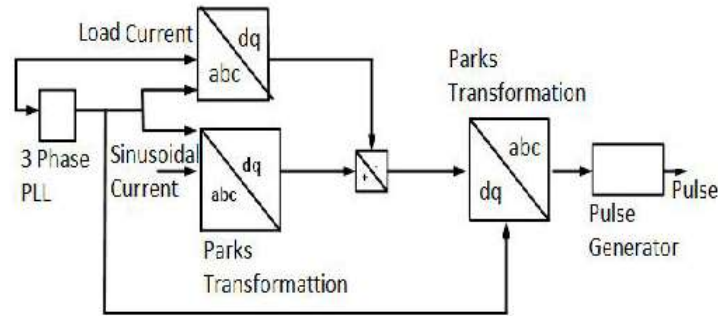 Load Current
dq
abc
Parks
Transformation
3 Phase
PLL
Sinusoidal
Current
dq
abc
+ -
abc
dq
Pulse
Pulse
Generator
Parks
Transformattion